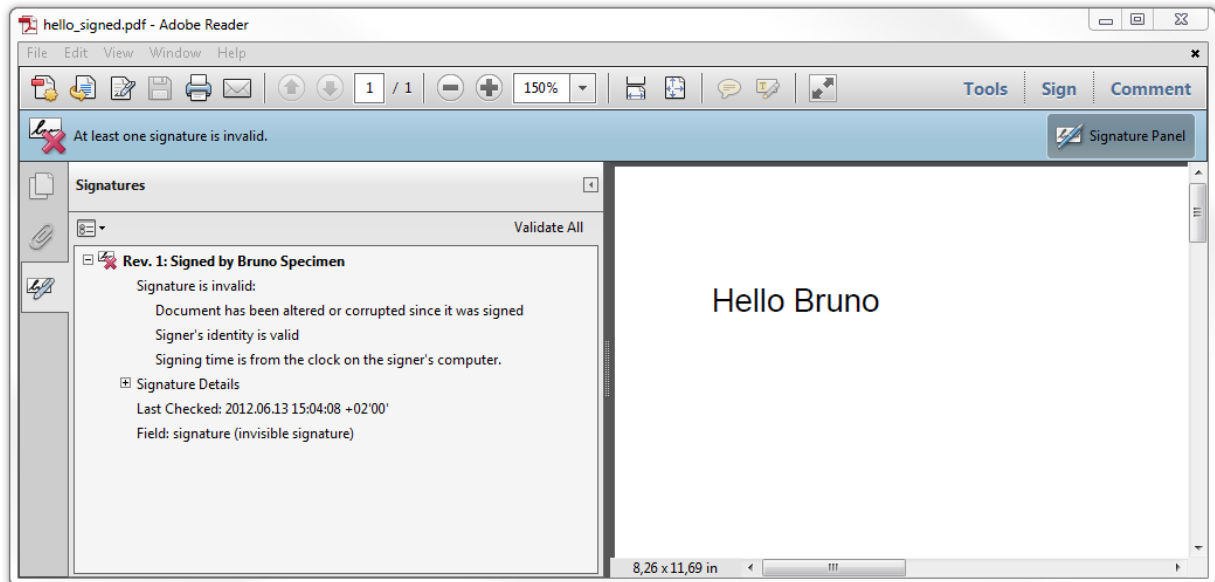 hello_signed.pdf - Adobe Reader
File Edit View Window Help
1 / 1 150% Tools Sign Comment
At least one signature is invalid. Signature Panel
Signatures
Validate All
Rev. 1: Signed by Bruno Specimen
Signature is invalid:
Document has been altered or corrupted since it was signed
Signer's identity is valid
Signing time is from the clock on the signer's computer.
Signature Details
Last Checked: 2012.06.13 15:04:08 +02'00'
Field: signature (invisible signature)
Hello Bruno
8,26 x 11,69 in